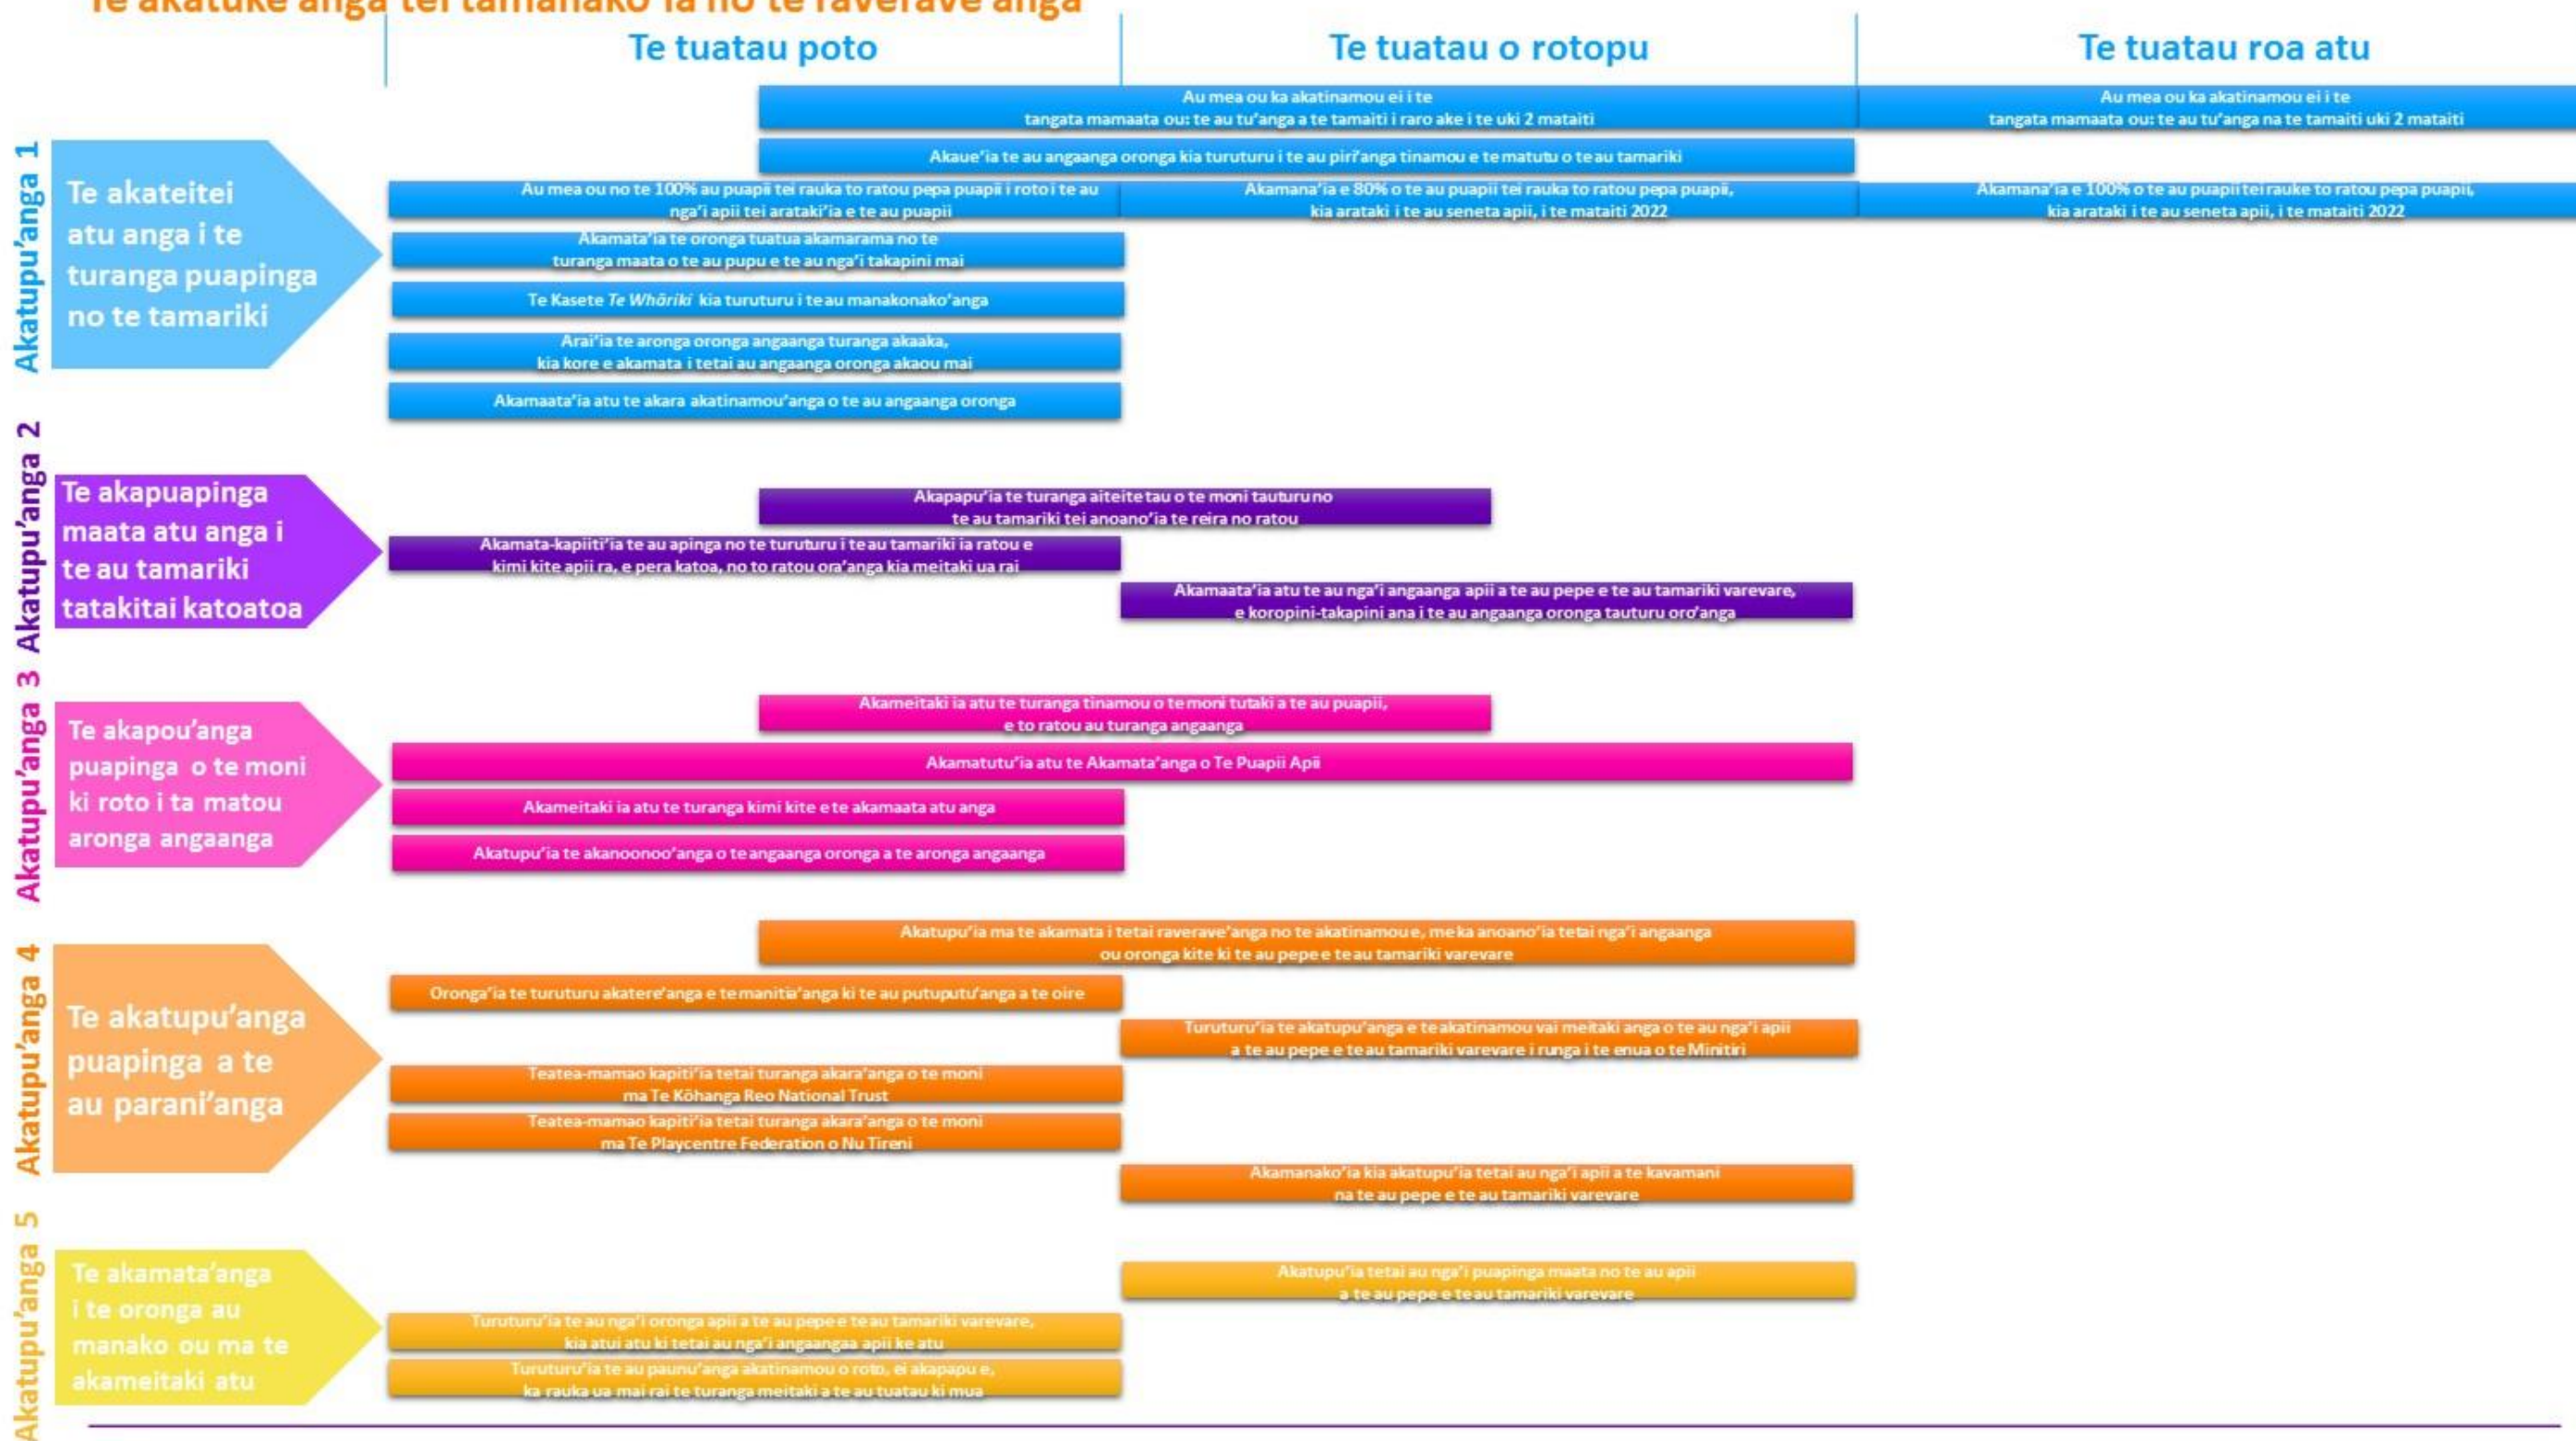 Te akatuke anga tei tamanako ia no te raverave anga
Te tuatau poto
Te tuatau o rotopu
Te tuatau roa atu
Akatupu'anga 1
Te akateitei
atu anga i te
turanga puapinga
no te tamariki
Au mea ou ka akatinamou ei i te
tangata mamaata ou: te au tu'anga a te tamaiti i raro ake i te uki 2 mataiti
Au mea ou ka akatinamou ei i te
tangata mamaata ou: te au tu'anga na te tamaiti uki 2 mataiti
Akaue'ia te au angaanga oronga kia turuturu i te au piri'anga tinamou e te matutu o te au tamariki
Au mea ou no te 100% au puapii tei rauka to ratou pepa puapii i roto i te au
nga'i apii tei arataki'ia e te au puapii
Akamana'ia e 80% o te au puapii tei rauka to ratou pepa puapii,
kia arataki i te au seneta apii, i te mataiti 2022
Akamana'ia e 100% o te au puapii tei rauke to ratou pepa puapii,
kia arataki i te au seneta apii, i te mataiti 2022
Akamata'ia te oronga tuatua akamarama no te
turanga maata o te au pupu e te au nga'i takapini mai
Te Kasete Te Whāriki kia turuturu i te au manakonako'anga
Arai'ia te aronga oronga angaanga turanga akaaka,
kia kore e akamata i tetai au angaanga oronga akaou mai
Akamaata'ia atu te akara akatinamou'anga o te au angaanga oronga
Akatupu'anga 2
Te akapuapinga
maata atu anga i
te au tamariki
tatakitai katoatoa
Akapapu'ia te turanga aiteite tau o te moni tauturu no
te au tamariki tei anoano'ia te reira no ratou
Akamata-kapiiti'ia te au apinga no te turuturu i te au tamariki ia ratou e
kimi kite apii ra, e pera katoa, no to ratou ora'anga kia meitaki ua rai
Akamaata'ia atu te au nga'i angaanga apii a te au pepe e te au tamariki varevare,
e koropini-takapini ana i te au angaanga oronga tauturu oro'anga
Akatupu'anga 3
Te akapou'anga
puapinga o te moni
ki roto i ta matou
aronga angaanga
Akameitaki ia atu te turanga tinamou o te moni tutaki a te au puapii,
e to ratou au turanga angaanga
Akamatutu'ia atu te Akamata'anga o Te Puapii Apii
Akameitaki ia atu te turanga kimi kite e te akamaata atu anga
Akatupu'ia te akanoonoo'anga o te angaanga oronga a te aronga angaanga
Akatupu'anga 4
Te akatupu'anga
puapinga a te
au parani'anga
Akatupu'ia ma te akamata i tetai raverave'anga no te akatinamou e, me ka anoano'ia tetai nga'i angaanga
ou oronga kite ki te au pepe e te au tamariki varevare
Oronga'ia te turuturu akatere'anga e te manitia'anga ki te au putuputu'anga a te oire
Turuturu'ia te akatupu'anga e te akatinamou vai meitaki anga o te au nga'i apii
a te au pepe e te au tamariki varevare i runga i te enua o te Minitiri
Teatea-mamao kapiti'ia tetai turanga akara'anga o te moni
ma Te Kōhanga Reo National Trust
Teatea-mamao kapiti'ia tetai turanga akara'anga o te moni
ma Te Playcentre Federation o Nu Tireni
Akamanako'ia kia akatupu'ia tetai au nga'i apii a te kavamani
na te au pepe e te au tamariki varevare
Akatupu'anga 5
Te akamata'anga
i te oronga au
manako ou ma te
akameitaki atu
Akatupu'ia tetai au nga'i puapinga maata no te au apii
a te au pepe e te au tamariki varevare
Turuturu'ia te au nga'i oronga apii a te au pepe e te au tamariki varevare,
kia atui atu ki tetai au nga'i angaangaa apii ke atu
Turuturu'ia te au paunu'anga akatinamou o roto, ei akapapu e,
ka rauka ua mai rai te turanga meitaki a te au tuatau ki mua